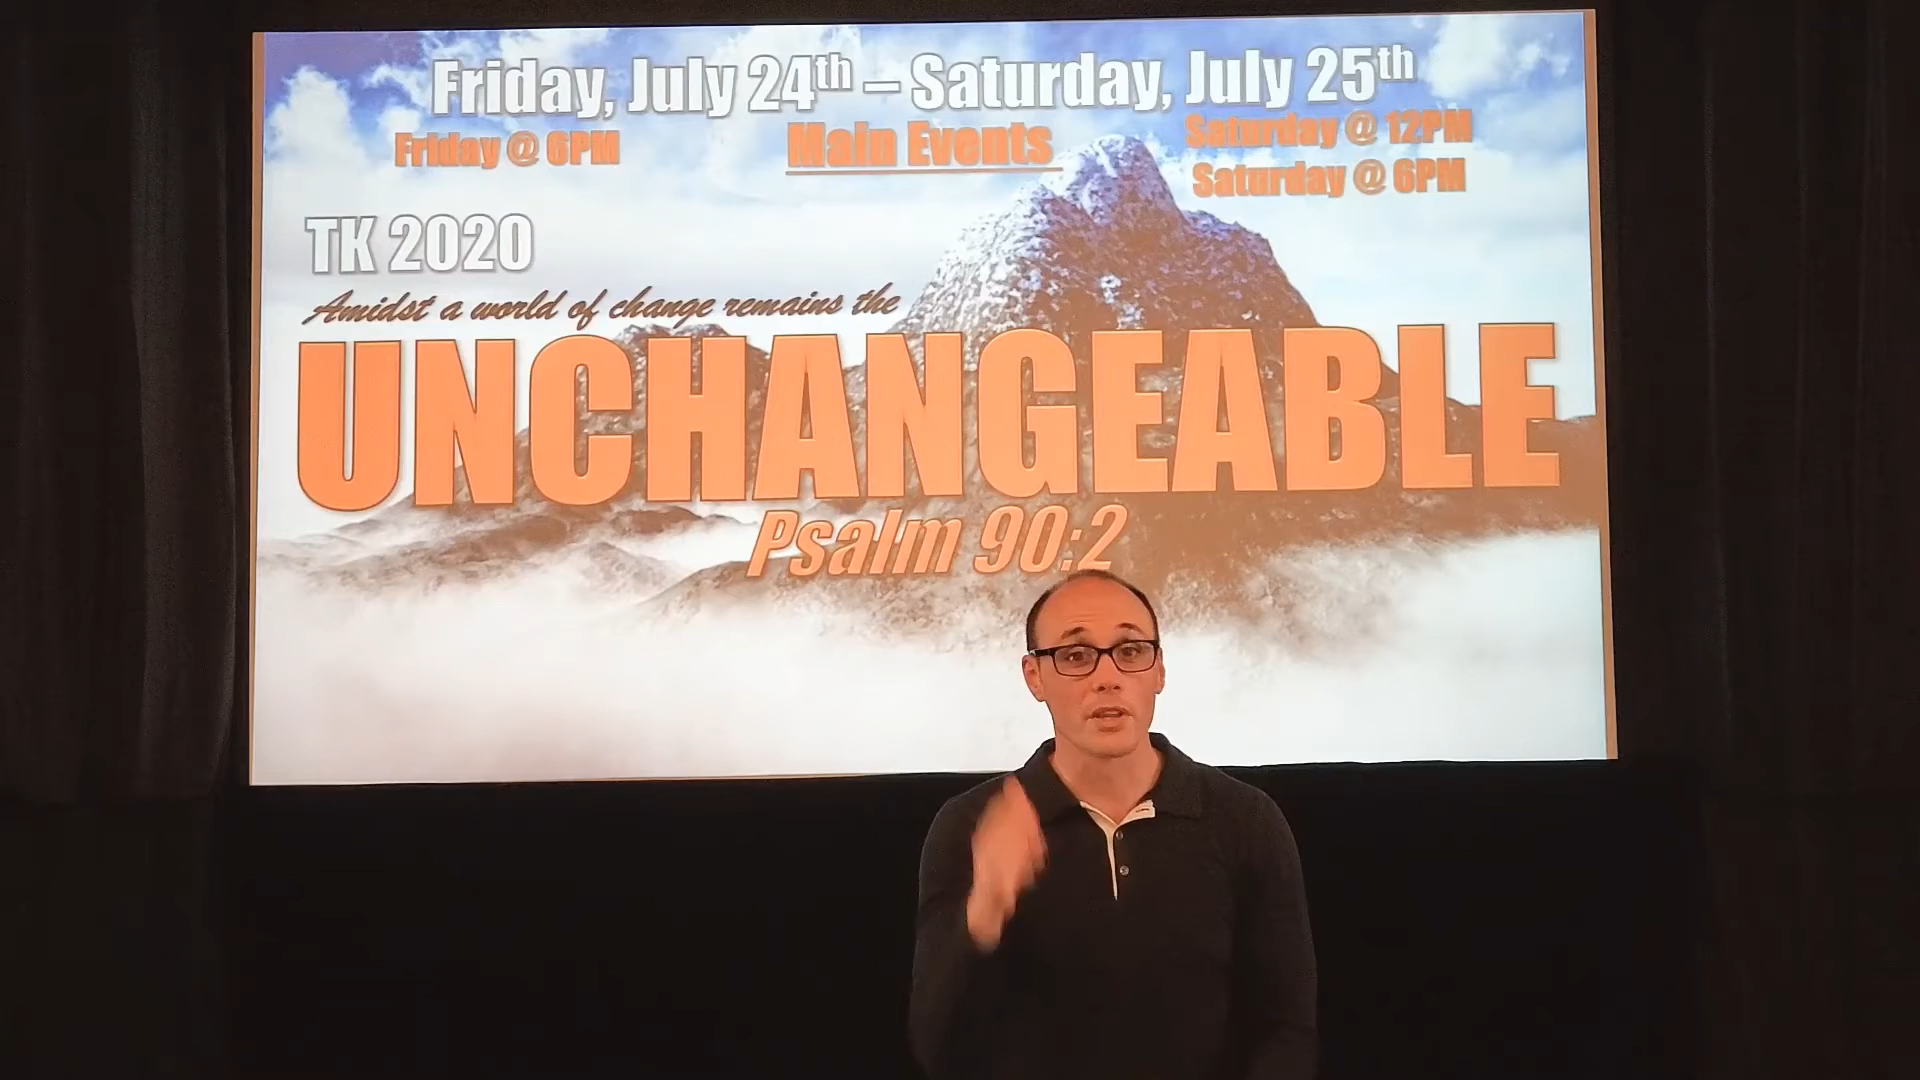 Friday, July 24th – Saturday, July 25th
Friday @ 6PM
Main Events
Saturday @ 12PM
Saturday @ 6PM
TK 2020
Amidst a world of change remains the
UNCHANGEABLE
Psalm 90:2